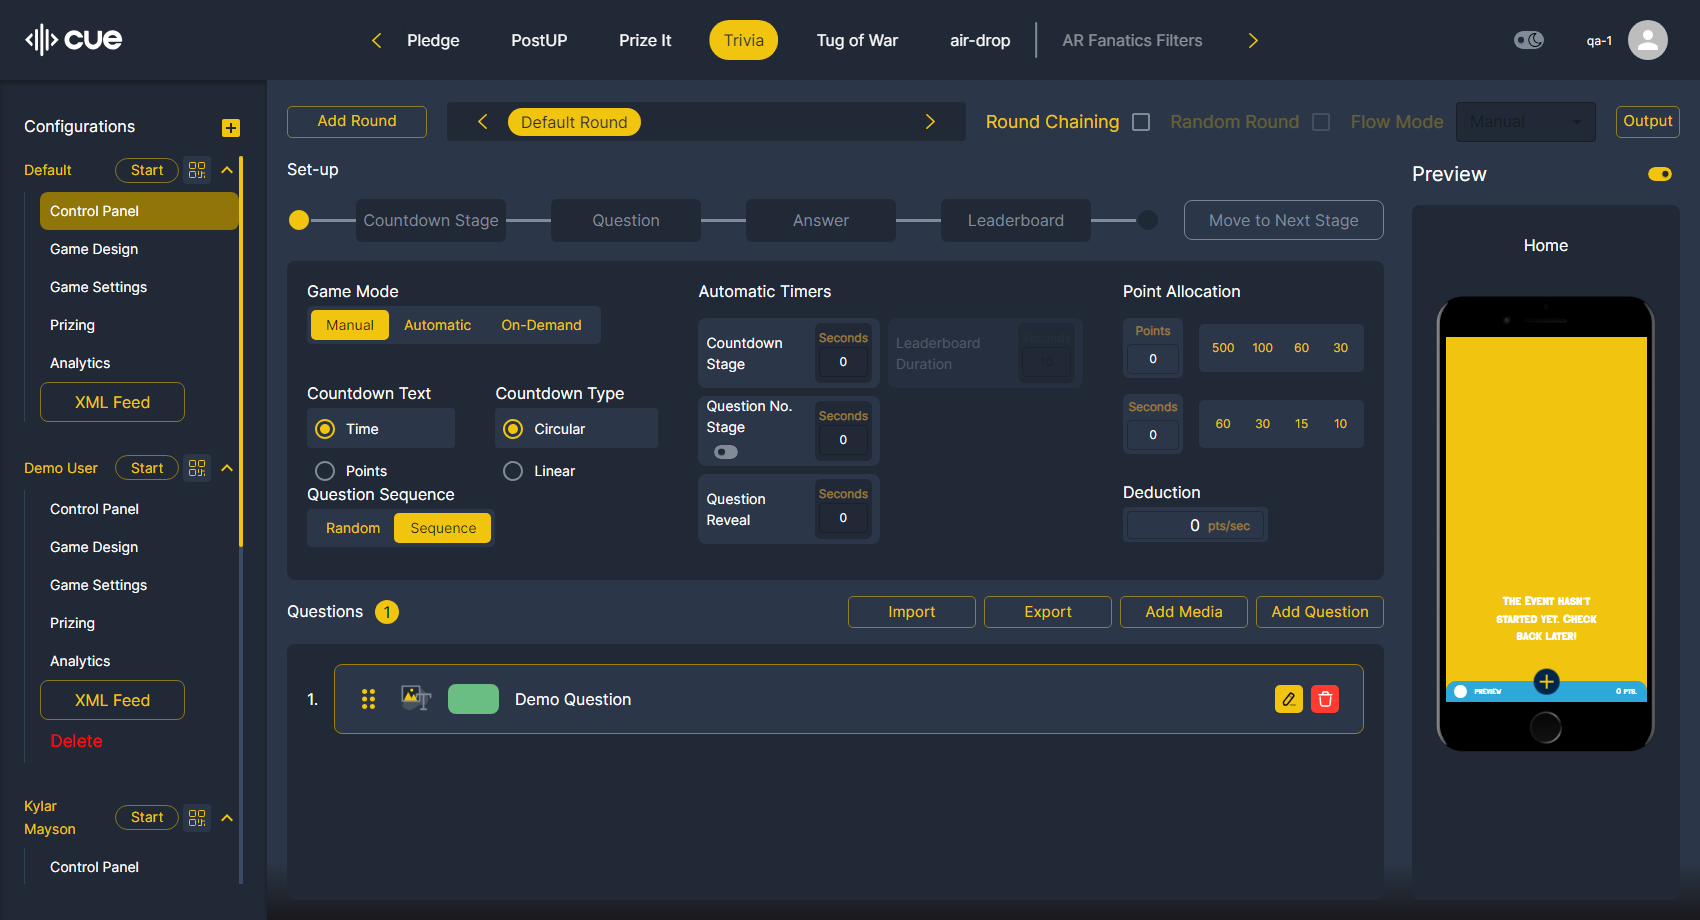 cue
Pledge
PostUP
Prize It
Trivia
Tug of War
air-drop
AR Fanatics Filters
qa-1
Configurations
Default
Start
Control Panel
Game Design
Game Settings
Prizing
Analytics
XML Feed
Demo User
Start
Control Panel
Game Design
Game Settings
Prizing
Analytics
XML Feed
Delete
Kylar
Mayson
Start
Control Panel
Add Round
Default Round
Round Chaining
Random Round
Flow Mode
Manual
Output
Set-up
Countdown Stage
Question
Answer
Leaderboard
Move to Next Stage
Game Mode
Manual
Automatic
On-Demand
Countdown Text
Time
Points
Countdown Type
Circular
Linear
Question Sequence
Random
Sequence
Automatic Timers
Countdown
Stage
Seconds
0
Leaderboard
Duration
Seconds
Question No.
Stage
Seconds
0
Question
Reveal
Seconds
0
Point Allocation
Points
0
500 100 60 30
Seconds
0
60 30 15 10
Deduction
0 pts/sec
Questions 1
Import
Export
Add Media
Add Question
1.
T
Demo Question
Preview
Home
The Event hasn't
started yet. Check
back later!
PREVIEW
0 PTS.